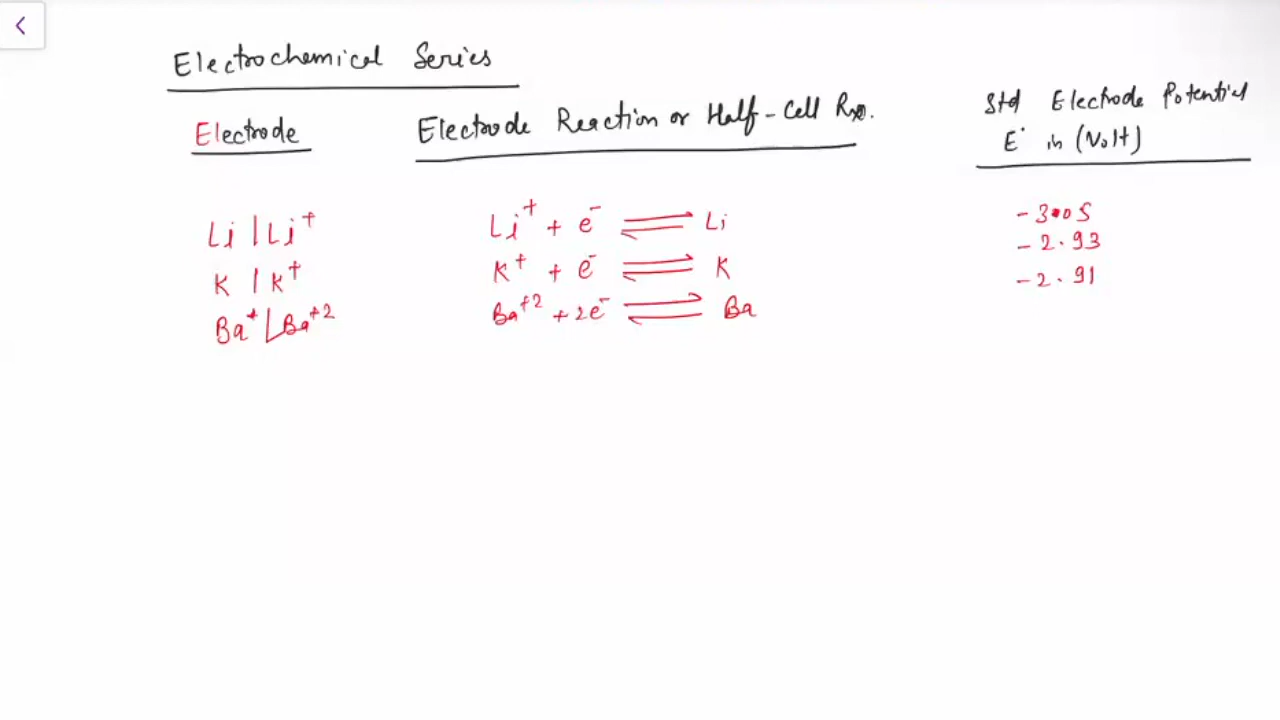 Electrochemical Series
Electrode Electrode Reaction or Half-Cell Rxn. Std Electrode Potential
E° in (Volt)
Li | Li⁺ Li⁺ + e⁻ ⇌ Li -3.05
K | K⁺ K⁺ + e⁻ ⇌ K -2.93
Ba⁺ | Ba⁺² Ba⁺² + 2e⁻ ⇌ Ba -2.91